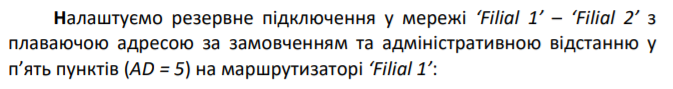 Налаштуємо резервне підключення у мережі ‘Filial 1’ – ‘Filial 2’ з
плаваючою адресою за замовченням та адміністративною відстанню у
п’ять пунктів (AD = 5) на маршрутизаторі ‘Filial 1’: